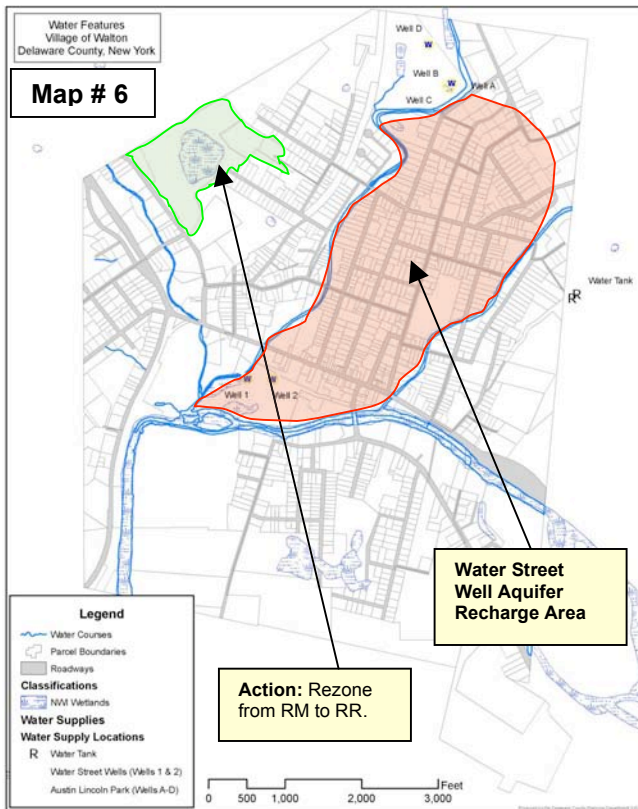 Water Features
Village of Walton
Delaware County, New York
Map # 6
Well D
W
Well B
W
Well A
Well C
Water Tank
R
R
W
W
Well 1
Well 2
Water Street
Well Aquifer
Recharge Area
Action: Rezone
from RM to RR.
Legend
Water Courses
Parcel Boundaries
Roadways
Classifications
NWI Wetlands
Water Supplies
Water Supply Locations
R Water Tank
Water Street Wells (Wells 1 & 2)
Austin Lincoln Park (Wells A-D)
Feet
0 500 1,000 2,000 3,000